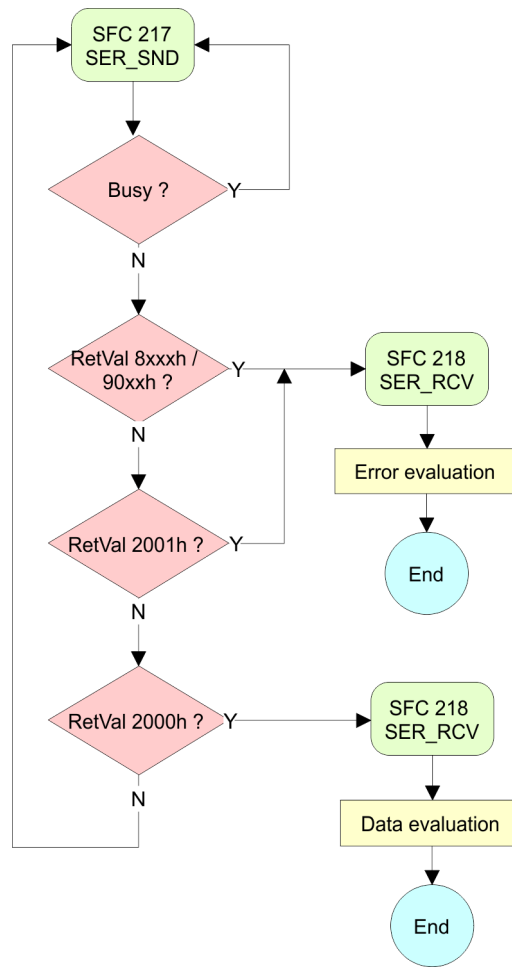 SFC 217
SER_SND
Busy ?
Y
N
RetVal 8xxxh /
90xxh ?
Y
SFC 218
SER_RCV
N
Error evaluation
RetVal 2001h ?
Y
End
N
RetVal 2000h ?
Y
SFC 218
SER_RCV
N
Data evaluation
End